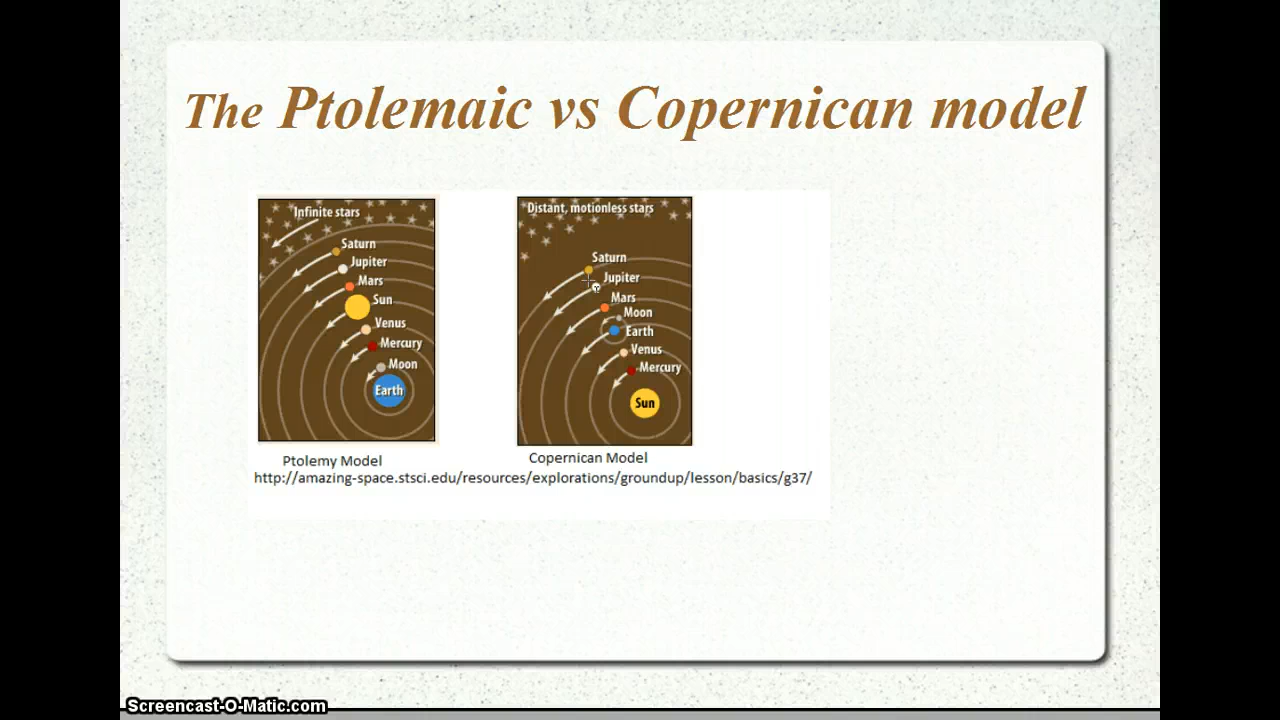 The Ptolemaic vs Copernican model
Infinite stars
Saturn
Jupiter
Mars
Sun
Venus
Mercury
Moon
Earth
Ptolemy Model
Distant, motionless stars
Saturn
Jupiter
Mars
Moon
Earth
Venus
Mercury
Sun
Copernican Model
http://amazing-space.stsci.edu/resources/explorations/groundup/lesson/basics/g37/
Screencast-O-Matic.com